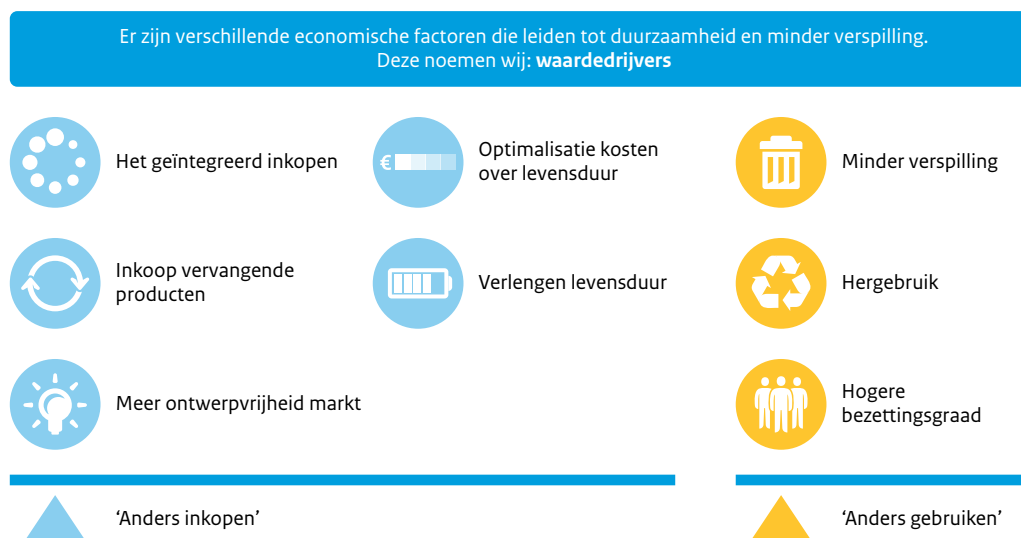 Er zijn verschillende economische factoren die leiden tot duurzaamheid en minder verspilling.
Deze noemen wij: waardedrijvers
Het geïntegreerd inkopen
Optimalisatie kosten
over levensduur
Minder verspilling
Inkoop vervangende
producten
€
Verlengen levensduur
Hergebruik
Meer ontwerpvrijheid markt
Hogere
bezettingsgraad
‘Anders inkopen’
‘Anders gebruiken’